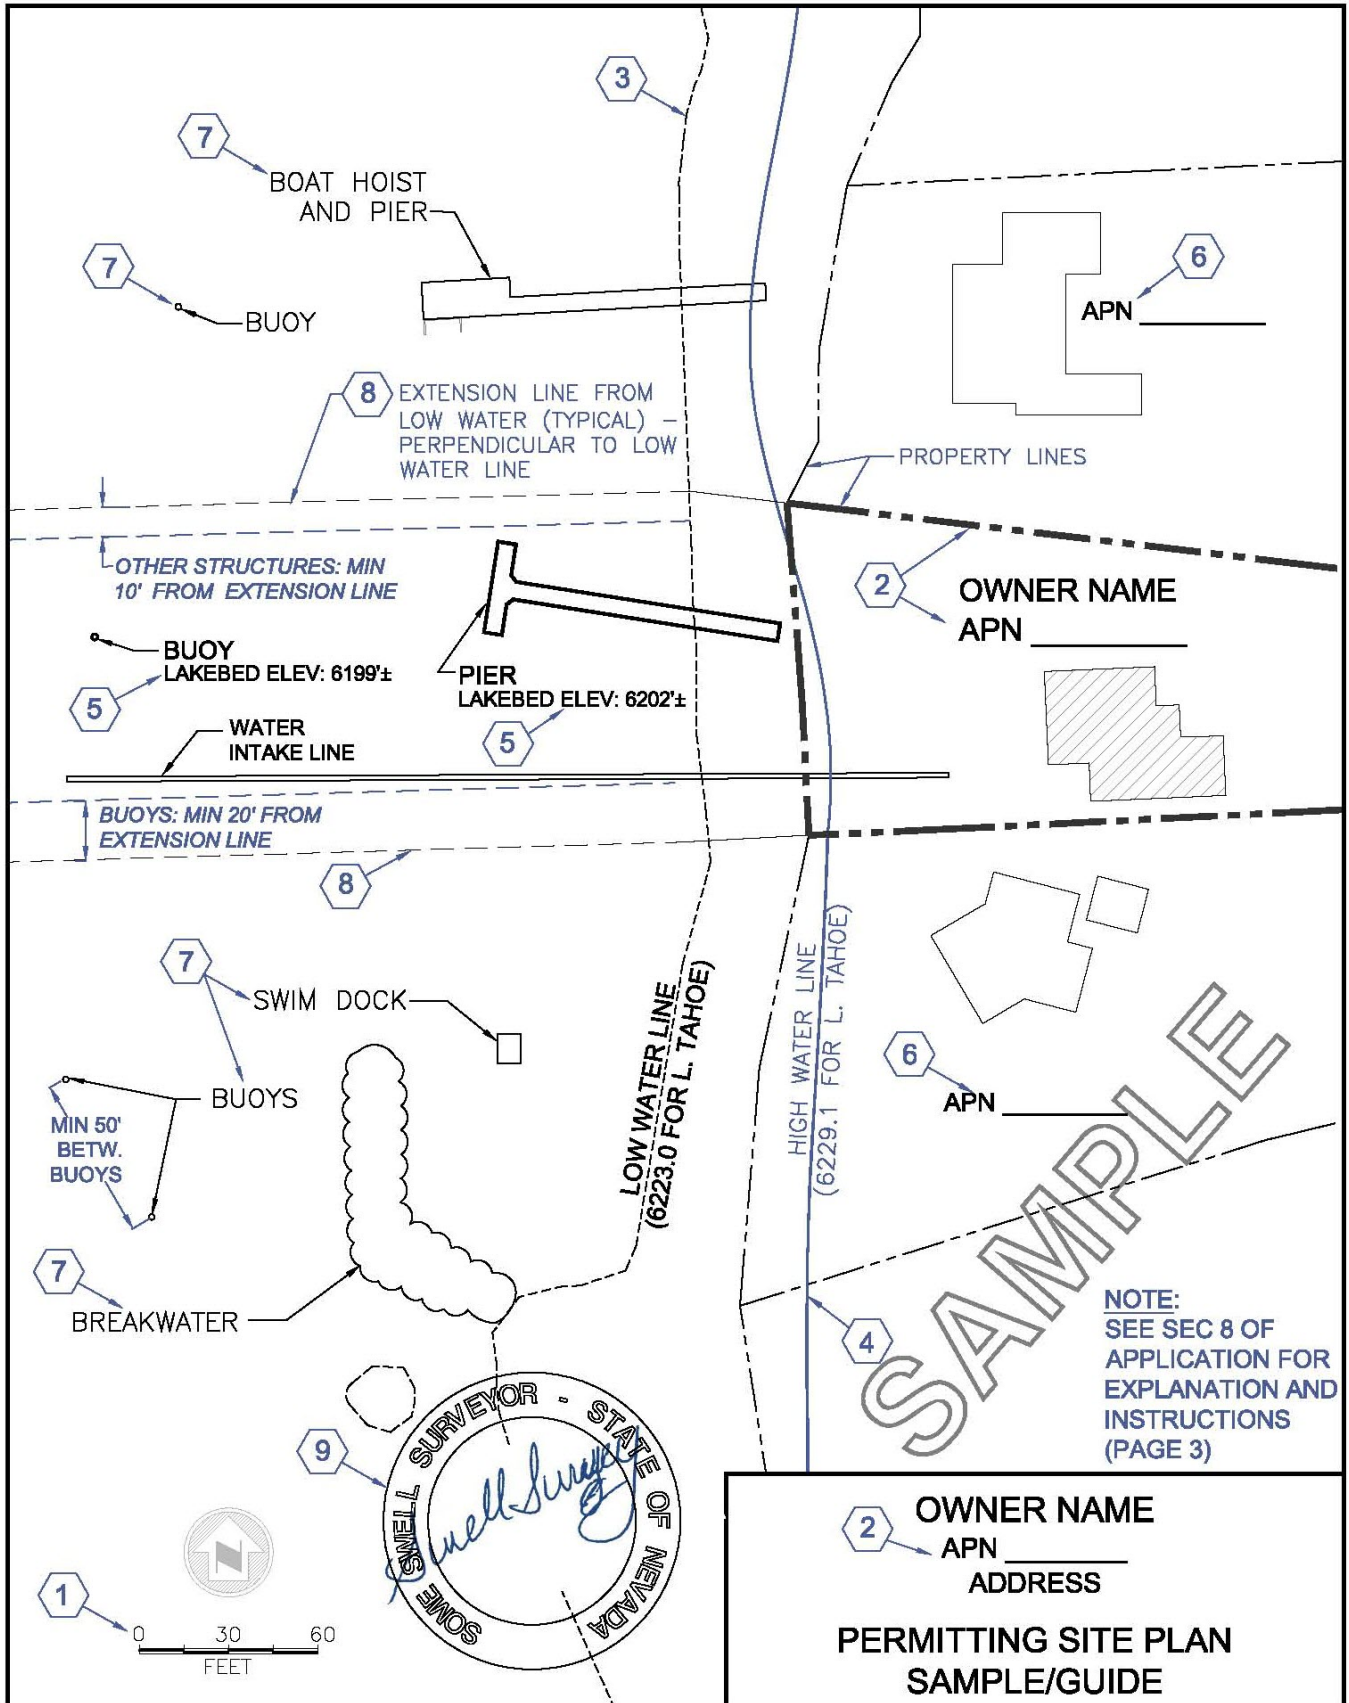 3
7
BOAT HOIST
AND PIER
7
BUOY
6
APN
8
EXTENSION LINE FROM
LOW WATER (TYPICAL) –
PERPENDICULAR TO LOW
WATER LINE
PROPERTY LINES
OTHER STRUCTURES: MIN
10' FROM EXTENSION LINE
2
OWNER NAME
APN
BUOY
LAKEBED ELEV: 6199'±
5
PIER
LAKEBED ELEV: 6202'±
5
WATER
INTAKE LINE
BUOYS: MIN 20' FROM
EXTENSION LINE
8
7
SWIM DOCK
BUOYS
MIN 50'
BETW.
BUOYS
LOW WATER LINE
(6223.0 FOR L. TAHOE)
HIGH WATER LINE
(6229.1 FOR L. TAHOE)
6
APN
SAMPLE
7
BREAKWATER
4
NOTE:
SEE SEC 8 OF
APPLICATION FOR
EXPLANATION AND
INSTRUCTIONS
(PAGE 3)
9
SOME SWELL SURVEYOR - STATE OF NEVADA
Swell Surveyor
N
1
0 30 60
FEET
2
OWNER NAME
APN
ADDRESS
PERMITTING SITE PLAN
SAMPLE/GUIDE